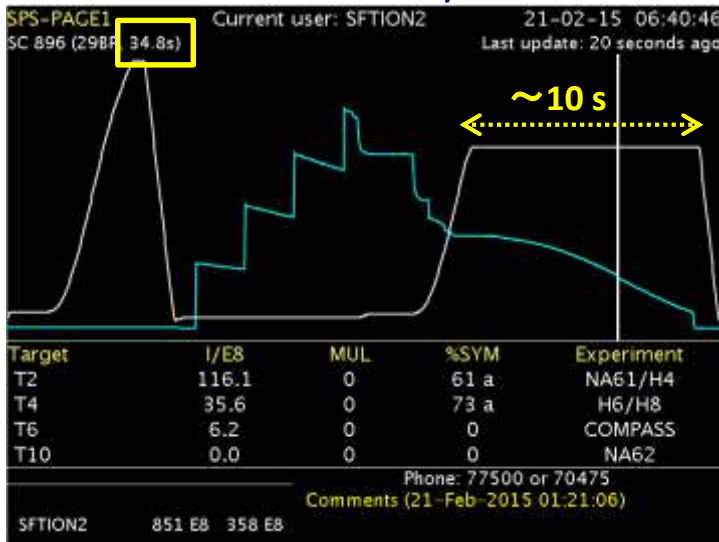 SPS-PAGE1 Current user: SFTION2 21-02-15 06:40:46
SC 896 (29BP, 34.8s) Last update: 20 seconds ago
~10 s
Target I/E8 MUL %SYM Experiment
T2 116.1 0 61 a NA61/H4
T4 35.6 0 73 a H6/H8
T6 6.2 0 0 COMPASS
T10 0.0 0 0 NA62
Phone: 77500 or 70475
Comments (21-Feb-2015 01:21:06)
SFTION2 851 E8 358 E8